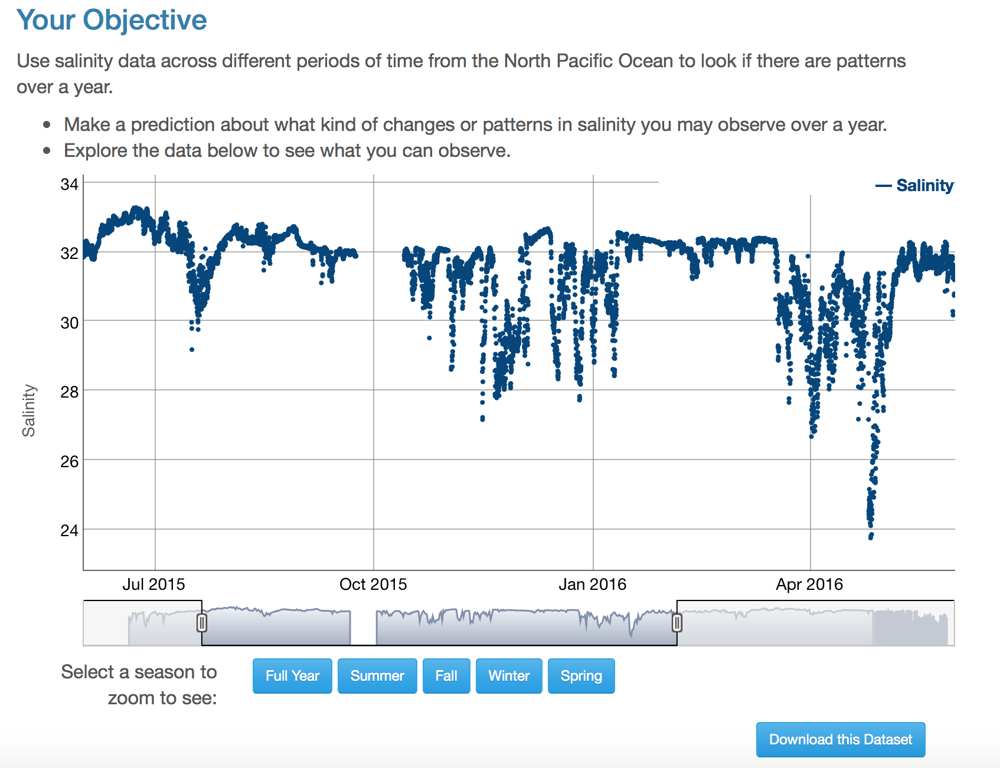 Your Objective
Use salinity data across different periods of time from the North Pacific Ocean to look if there are patterns
over a year.
• Make a prediction about what kind of changes or patterns in salinity you may observe over a year.
• Explore the data below to see what you can observe.
34
Salinity
32
30
28
Salinity
26
24
Jul 2015 Oct 2015 Jan 2016 Apr 2016
Select a season to
zoom to see:
Full Year Summer Fall Winter Spring
Download this Dataset